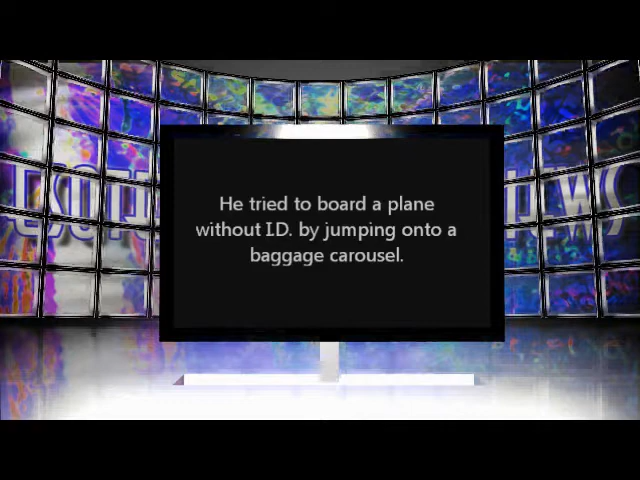 He tried to board a plane
without I.D. by jumping onto a
baggage carousel.